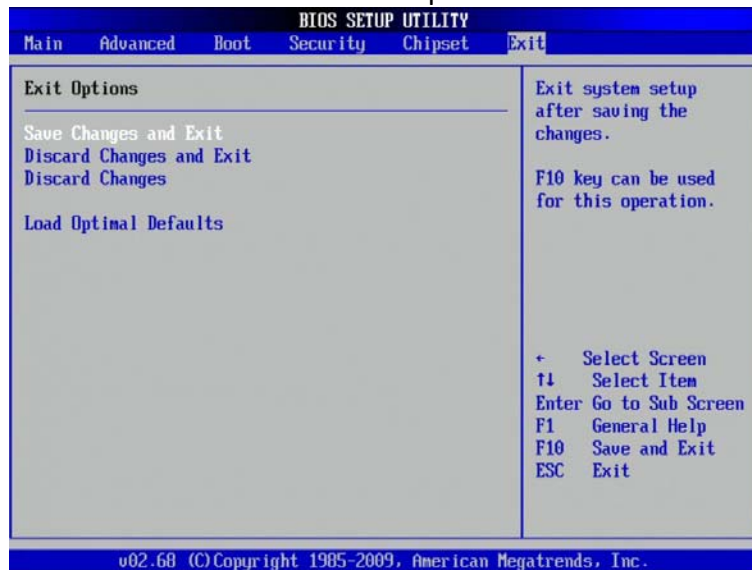 BIOS SETUP UTILITY
Main Advanced Boot Security Chipset Exit
Exit Options
Save Changes and Exit
Discard Changes and Exit
Discard Changes
Load Optimal Defaults
Exit system setup
after saving the
changes.
F10 key can be used
for this operation.
← Select Screen
↑↓ Select Item
Enter Go to Sub Screen
F1 General Help
F10 Save and Exit
ESC Exit
v02.68 (C)Copyright 1985-2009, American Megatrends, Inc.